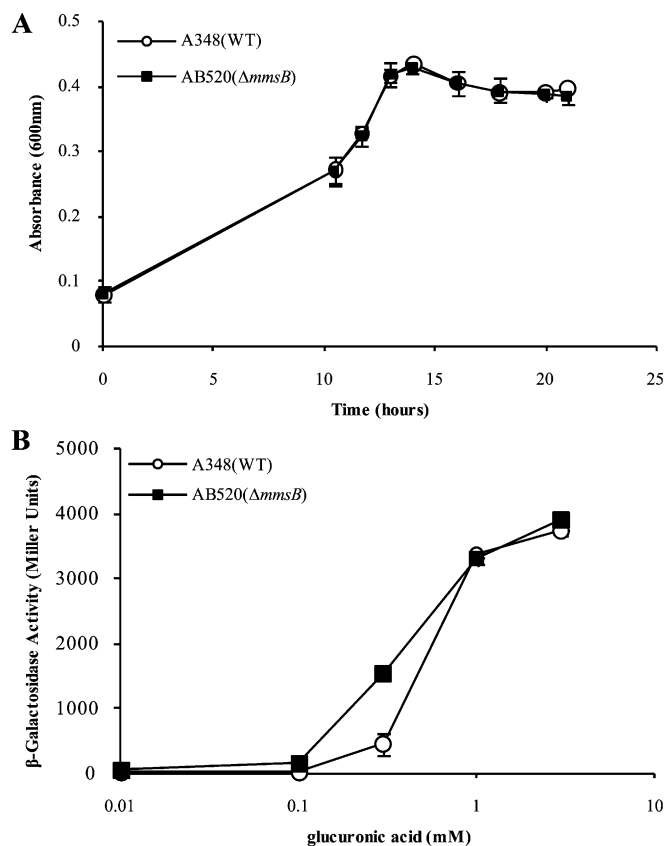 A
A348(WT)
AB520(ΔmmsB)
0.5
0.4
0.3
0.2
0.1
0
Absorbance (600nm)
0 5 10 15 20 25
Time (hours)
B
A348(WT)
AB520(ΔmmsB)
5000
4000
3000
2000
1000
0
β-Galactosidase Activity (Miller Units)
0.01 0.1 1 10
glucuronic acid (mM)